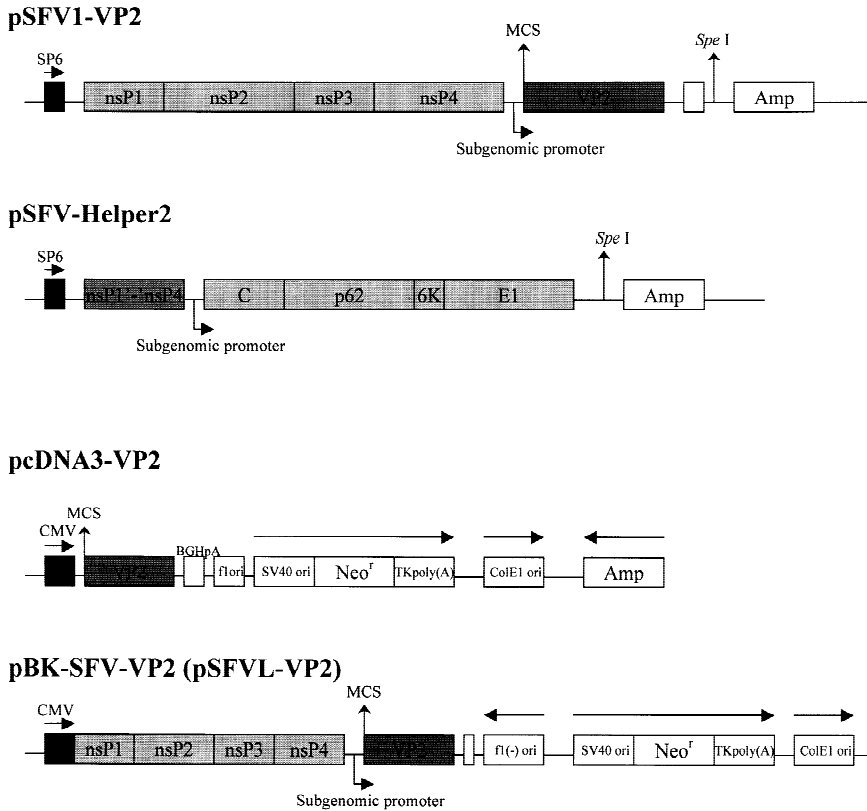 pSFV1-VP2
SP6
MCS
Spe I
nsP1 nsP2 nsP3 nsP4 VP2 Amp
Subgenomic promoter
pSFV-Helper2
SP6
Spe I
nsP1'-'nsP4 C p62 6K E1 Amp
Subgenomic promoter
pcDNA3-VP2
CMV
MCS
BGHpA
VP2 f1ori SV40 ori Neoʳ TKpoly(A) ColE1 ori Amp
pBK-SFV-VP2 (pSFVL-VP2)
CMV
MCS
nsP1 nsP2 nsP3 nsP4 VP2 f1(-) ori SV40 ori Neoʳ TKpoly(A) ColE1 ori
Subgenomic promoter